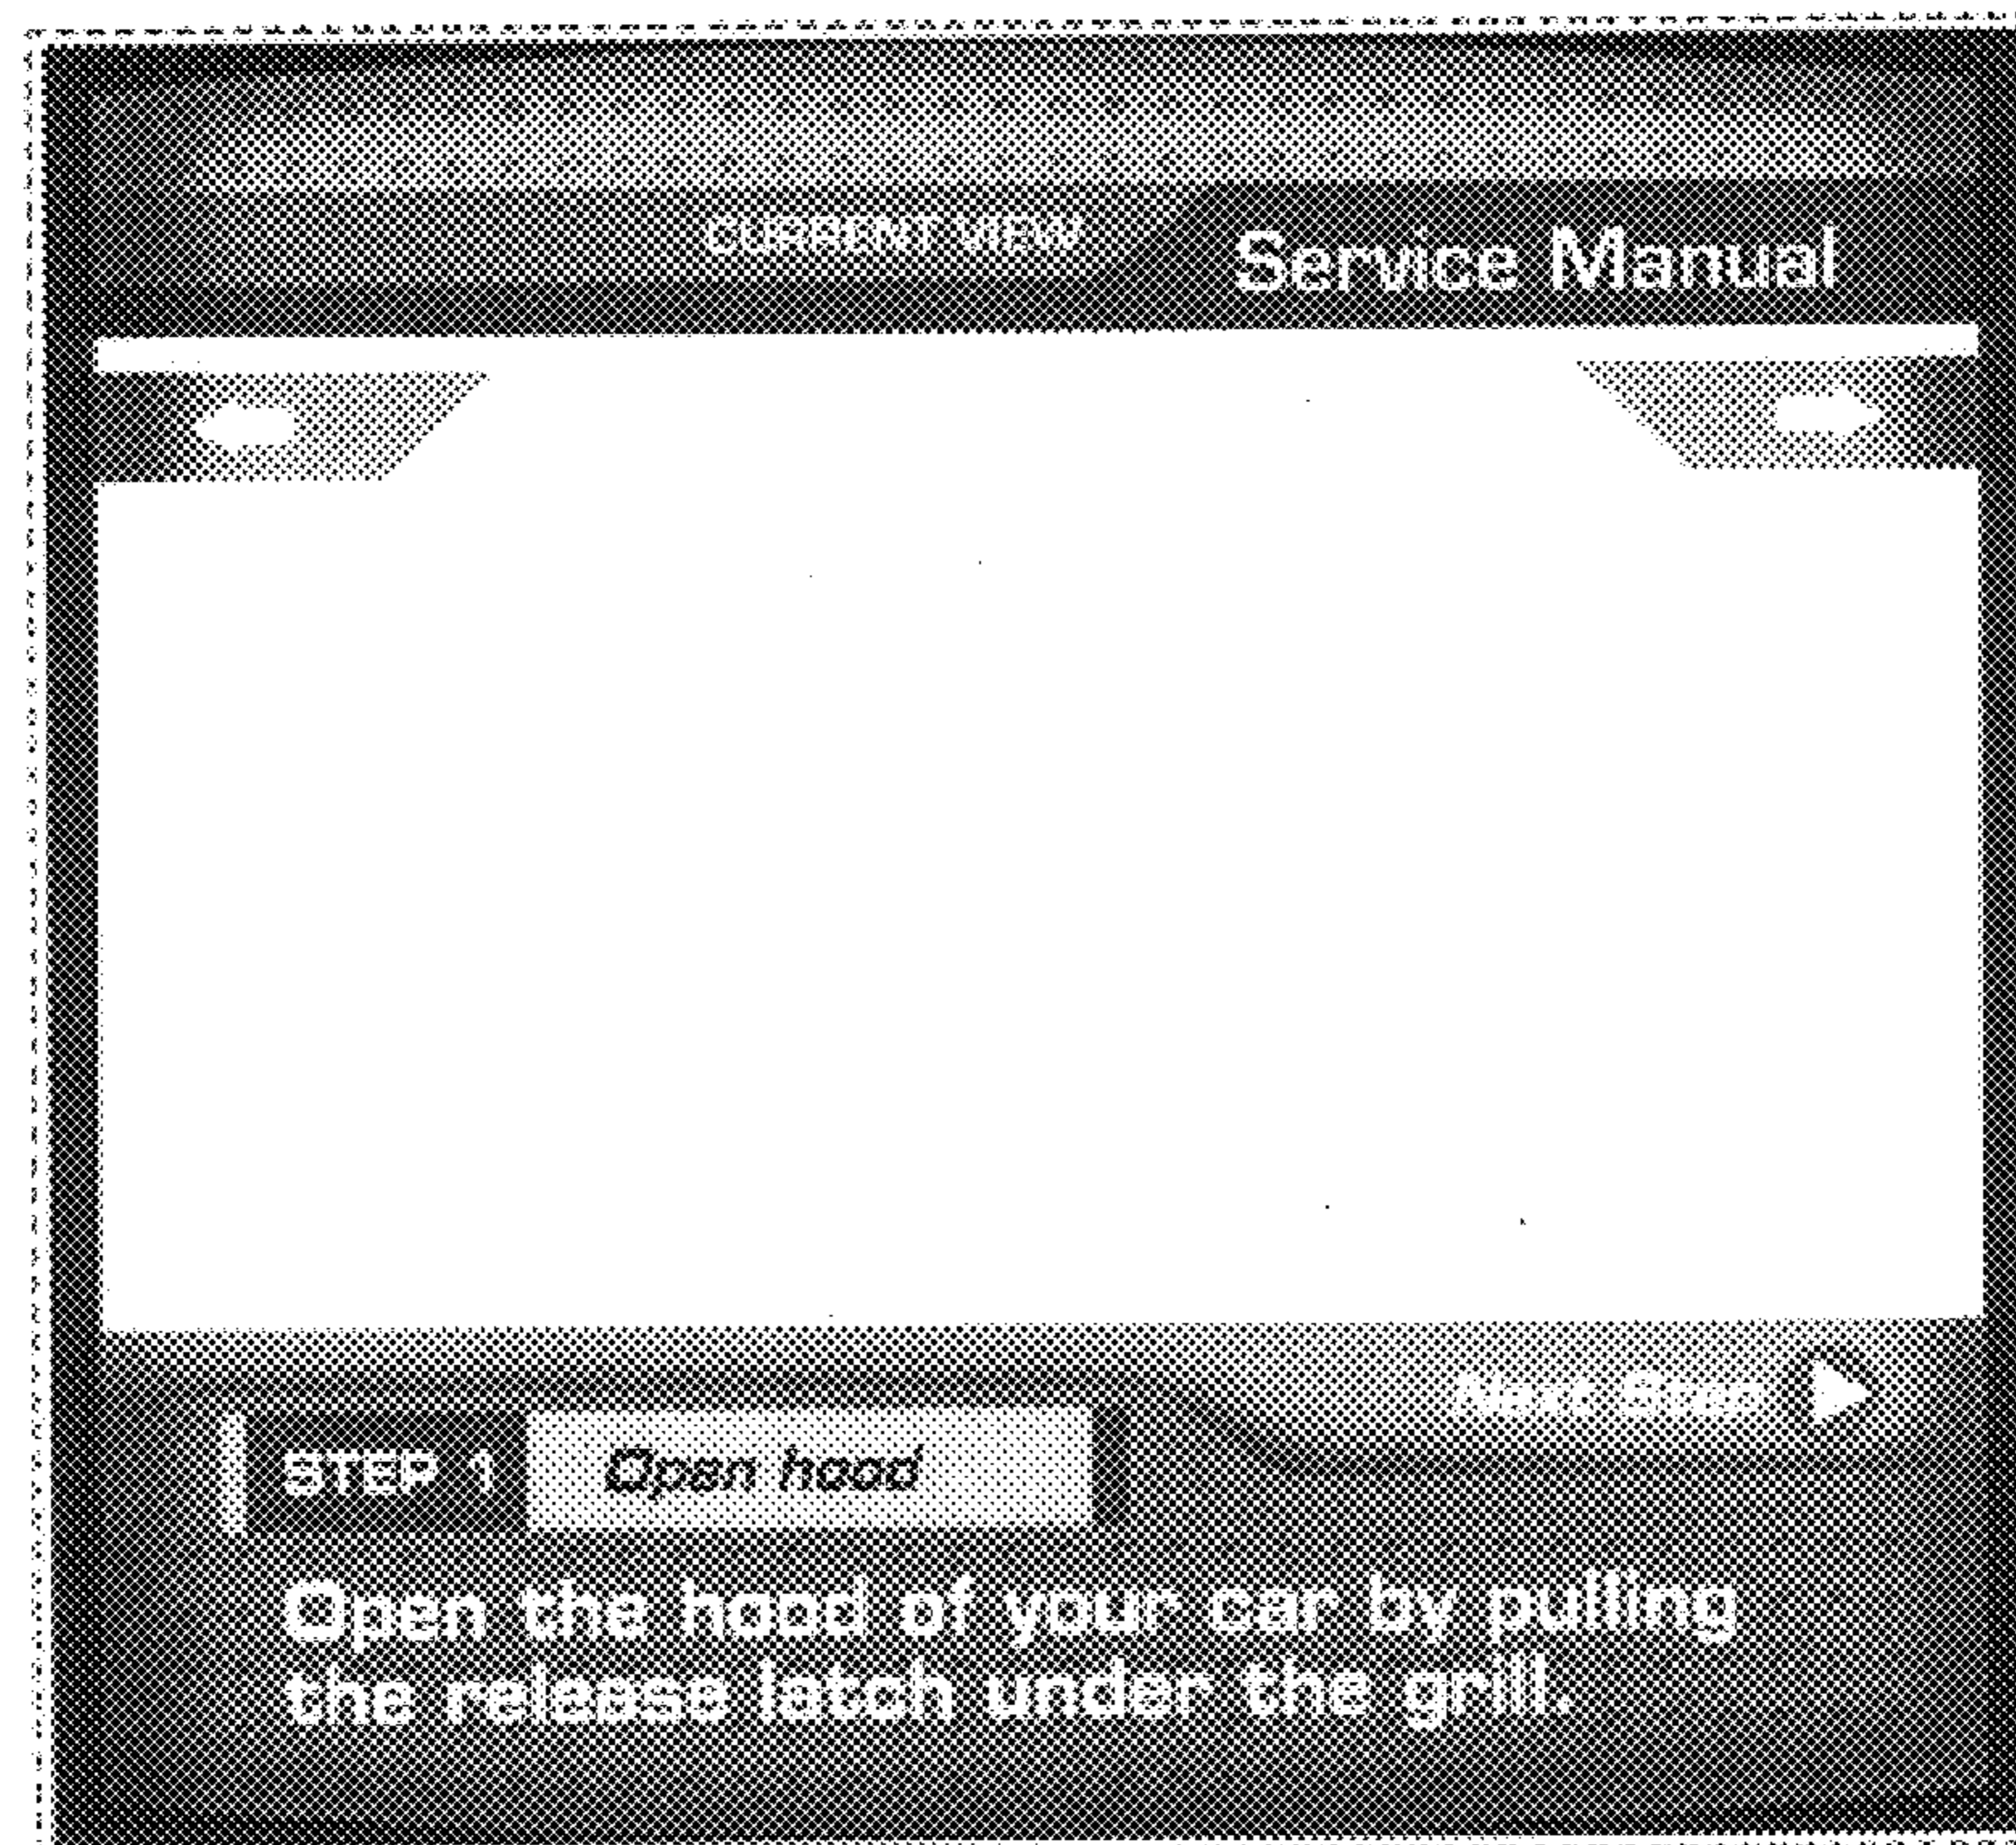 CURRENT VIEW
Service Manual
Next Step
STEP 1
Open hood
Open the hood of your car by pulling
the release latch under the grill.